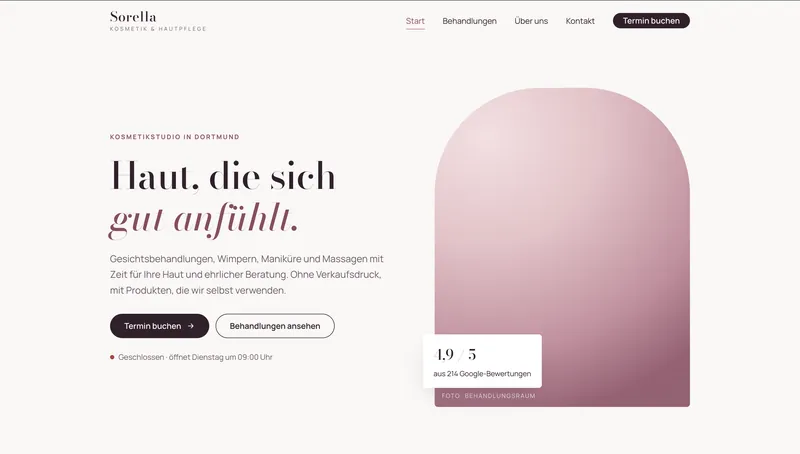 Sorella
KOSMETIK & HAUTPFLEGE
Start
Behandlungen
Über uns
Kontakt
Termin buchen
KOSMETIKSTUDIO IN DORTMUND
Haut, die sich
gut anfühlt.
Gesichtsbehandlungen, Wimpern, Maniküre und Massagen mit
Zeit für Ihre Haut und ehrlicher Beratung. Ohne Verkaufsdruck,
mit Produkten, die wir selbst verwenden.
Termin buchen →
Behandlungen ansehen
Geschlossen · öffnet Dienstag um 09:00 Uhr
4,9 / 5
aus 214 Google-Bewertungen
FOTO BEHANDLUNGSRAUM